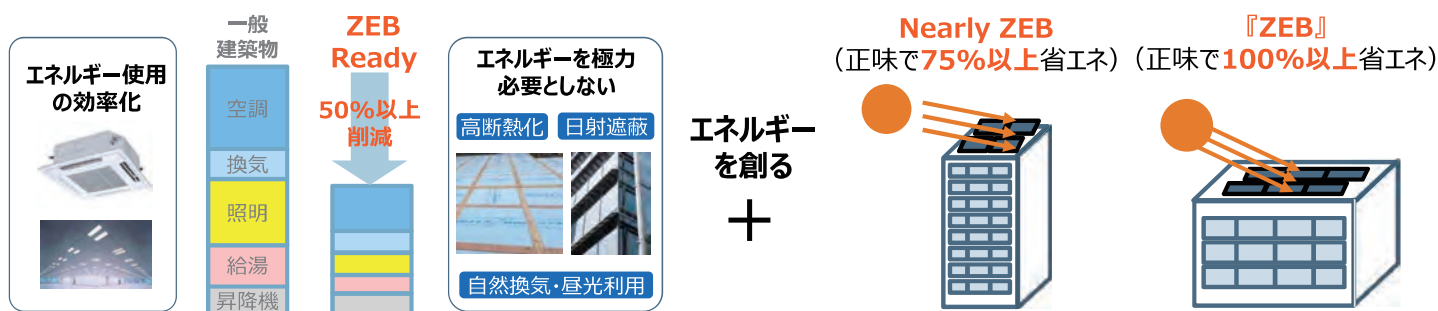 エネルギー使用
の効率化
一般
建築物
空調
換気
照明
給湯
昇降機
ZEB
Ready
50%以上
削減
エネルギーを極力
必要としない
高断熱化
日射遮蔽
自然換気・昼光利用
エネルギー
を創る
＋
Nearly ZEB
（正味で75%以上省エネ）
『ZEB』
（正味で100%以上省エネ）